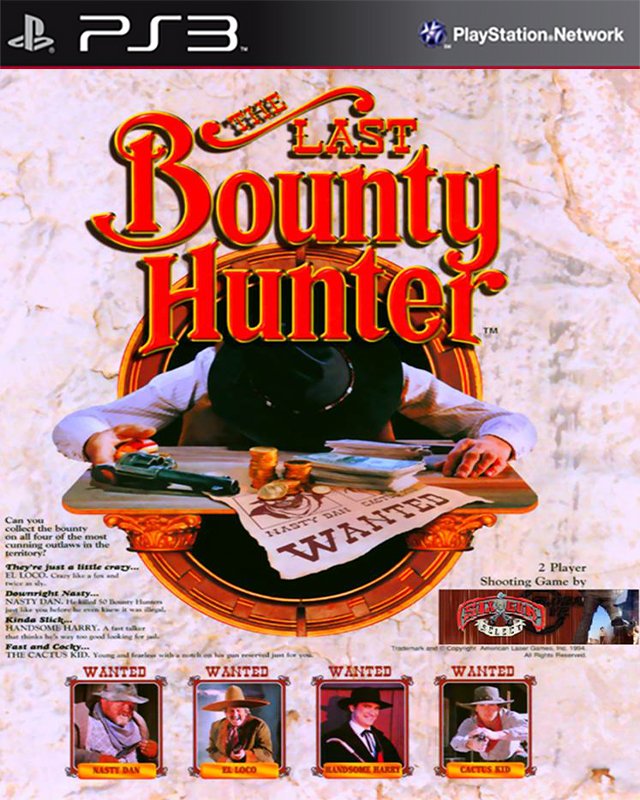 PS3™
PlayStation®Network
THE
LAST
Bounty
Hunter™
NASTY DAN
WANTED
Can you
collect the bounty
on all four of the most
cunning outlaws in the
territory?
They're just a little crazy...
EL LOCO. Crazy like a fox and
twice as sly.
Downright Nasty...
NASTY DAN. He killed 50 Bounty Hunters
just like you before he even knew it was illegal.
Kinda Slick...
HANDSOME HARRY. A fast talker
that thinks he's way too good looking for jail.
Fast and Cocky...
THE CACTUS KID. Young and fearless with a notch on his gun reserved just for you.
2 Player
Shooting Game by
SIX GUN
SELECT
Trademark and © Copyright American Laser Games, Inc. 1994.
All Rights Reserved.
WANTED
NASTY DAN
WANTED
EL LOCO
WANTED
HANDSOME HARRY
WANTED
CACTUS KID